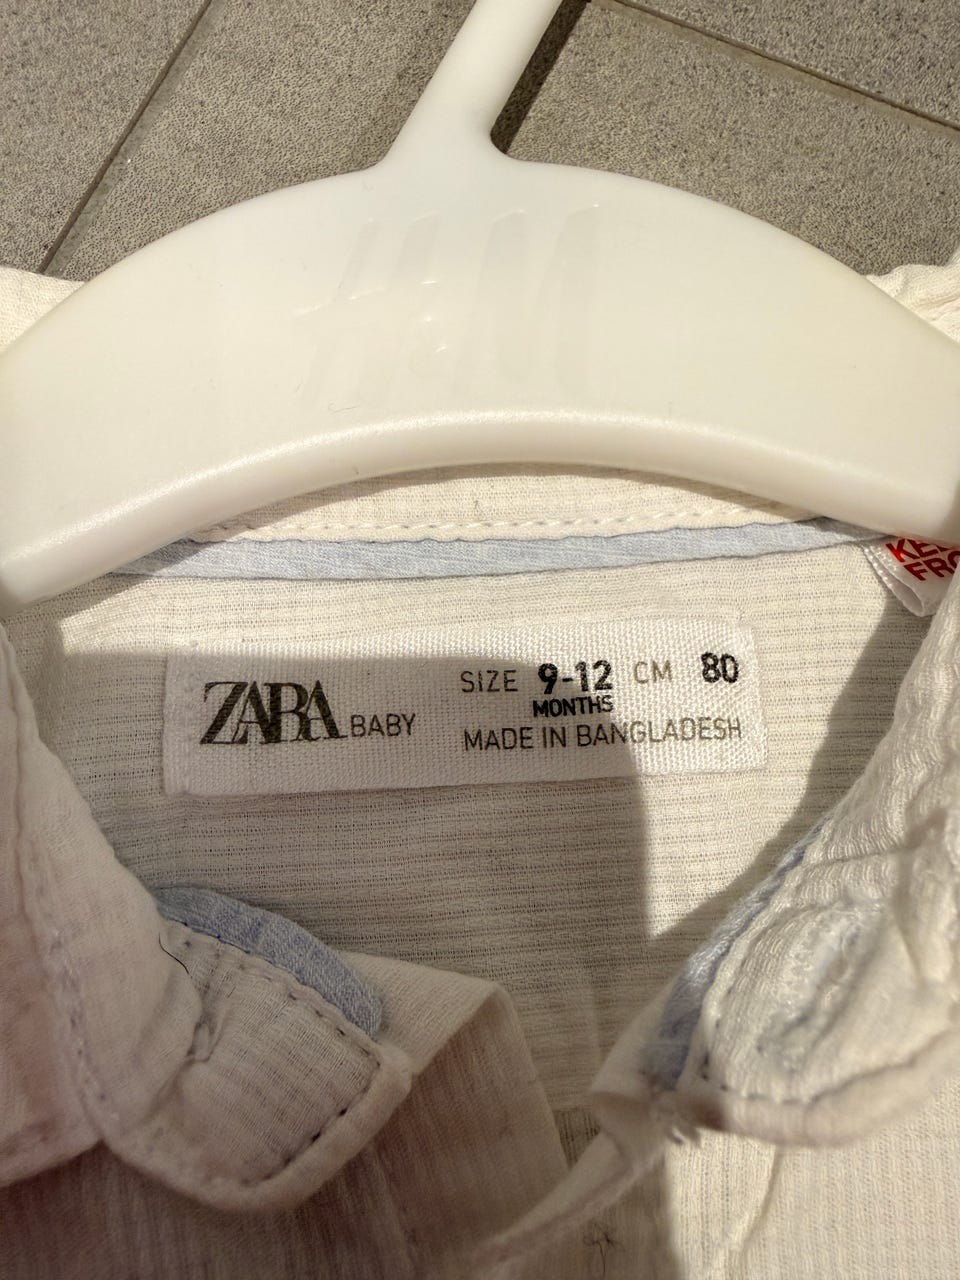 H&M
ZARA BABY
SIZE 9-12 CM 80
MONTHS
MADE IN BANGLADESH